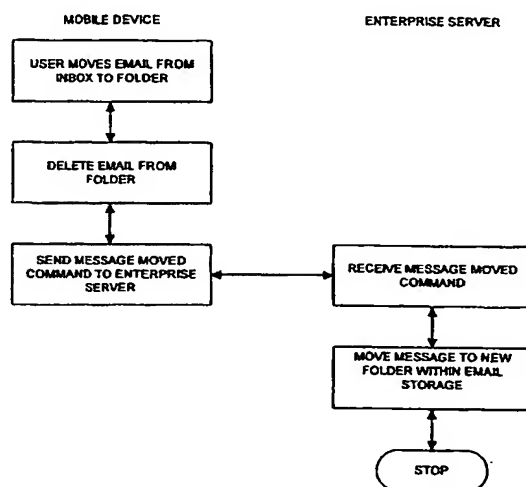 MOBILE DEVICE
ENTERPRISE SERVER
USER MOVES EMAIL FROM
INBOX TO FOLDER
DELETE EMAIL FROM
FOLDER
SEND MESSAGE MOVED
COMMAND TO ENTERPRISE
SERVER
RECEIVE MESSAGE MOVED
COMMAND
MOVE MESSAGE TO NEW
FOLDER WITHIN EMAIL
STORAGE
STOP